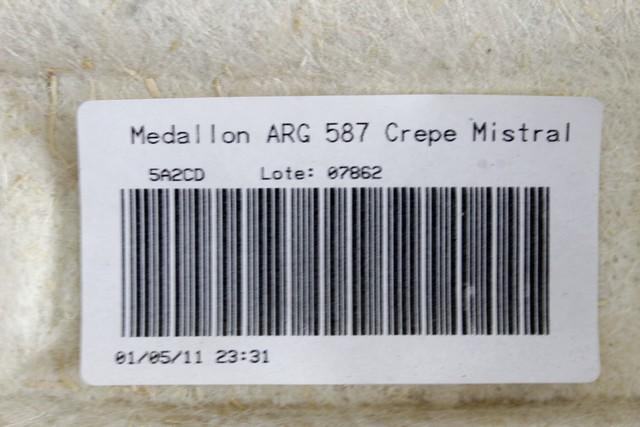 Medallon ARG 587 Crepe Mistral
5A2CD Lote: 07862
01/05/11 23:31